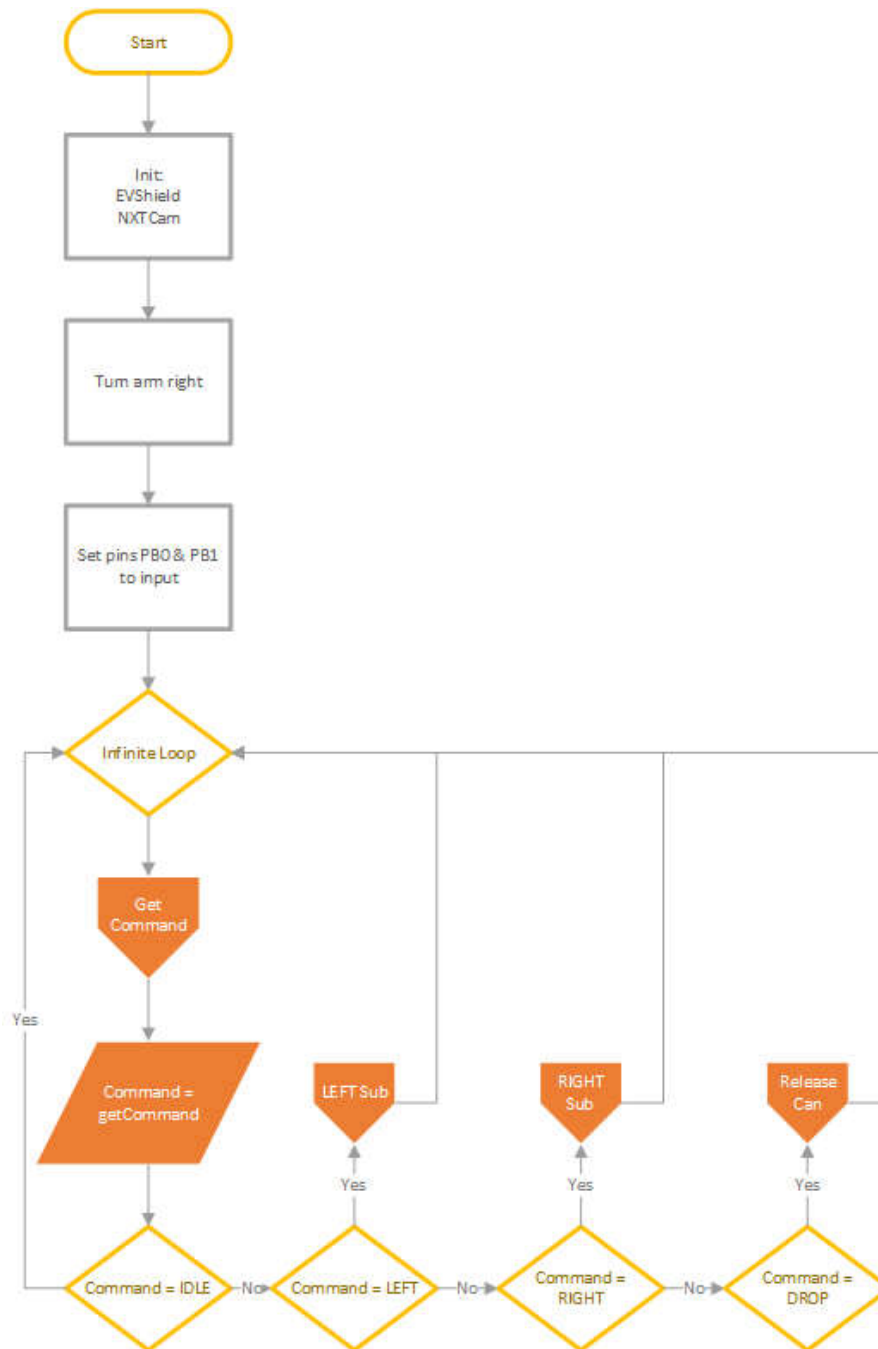 Start
Init:
EVShield
NXTCam
Turn arm right
Set pins PB0 & PB1
to input
Infinite Loop
Get
Command
Yes
Command =
getCommand
LEFT Sub
RIGHT
Sub
Release
Can
Yes
Yes
Yes
Command = IDLE
No
Command = LEFT
No
Command =
RIGHT
No
Command =
DROP